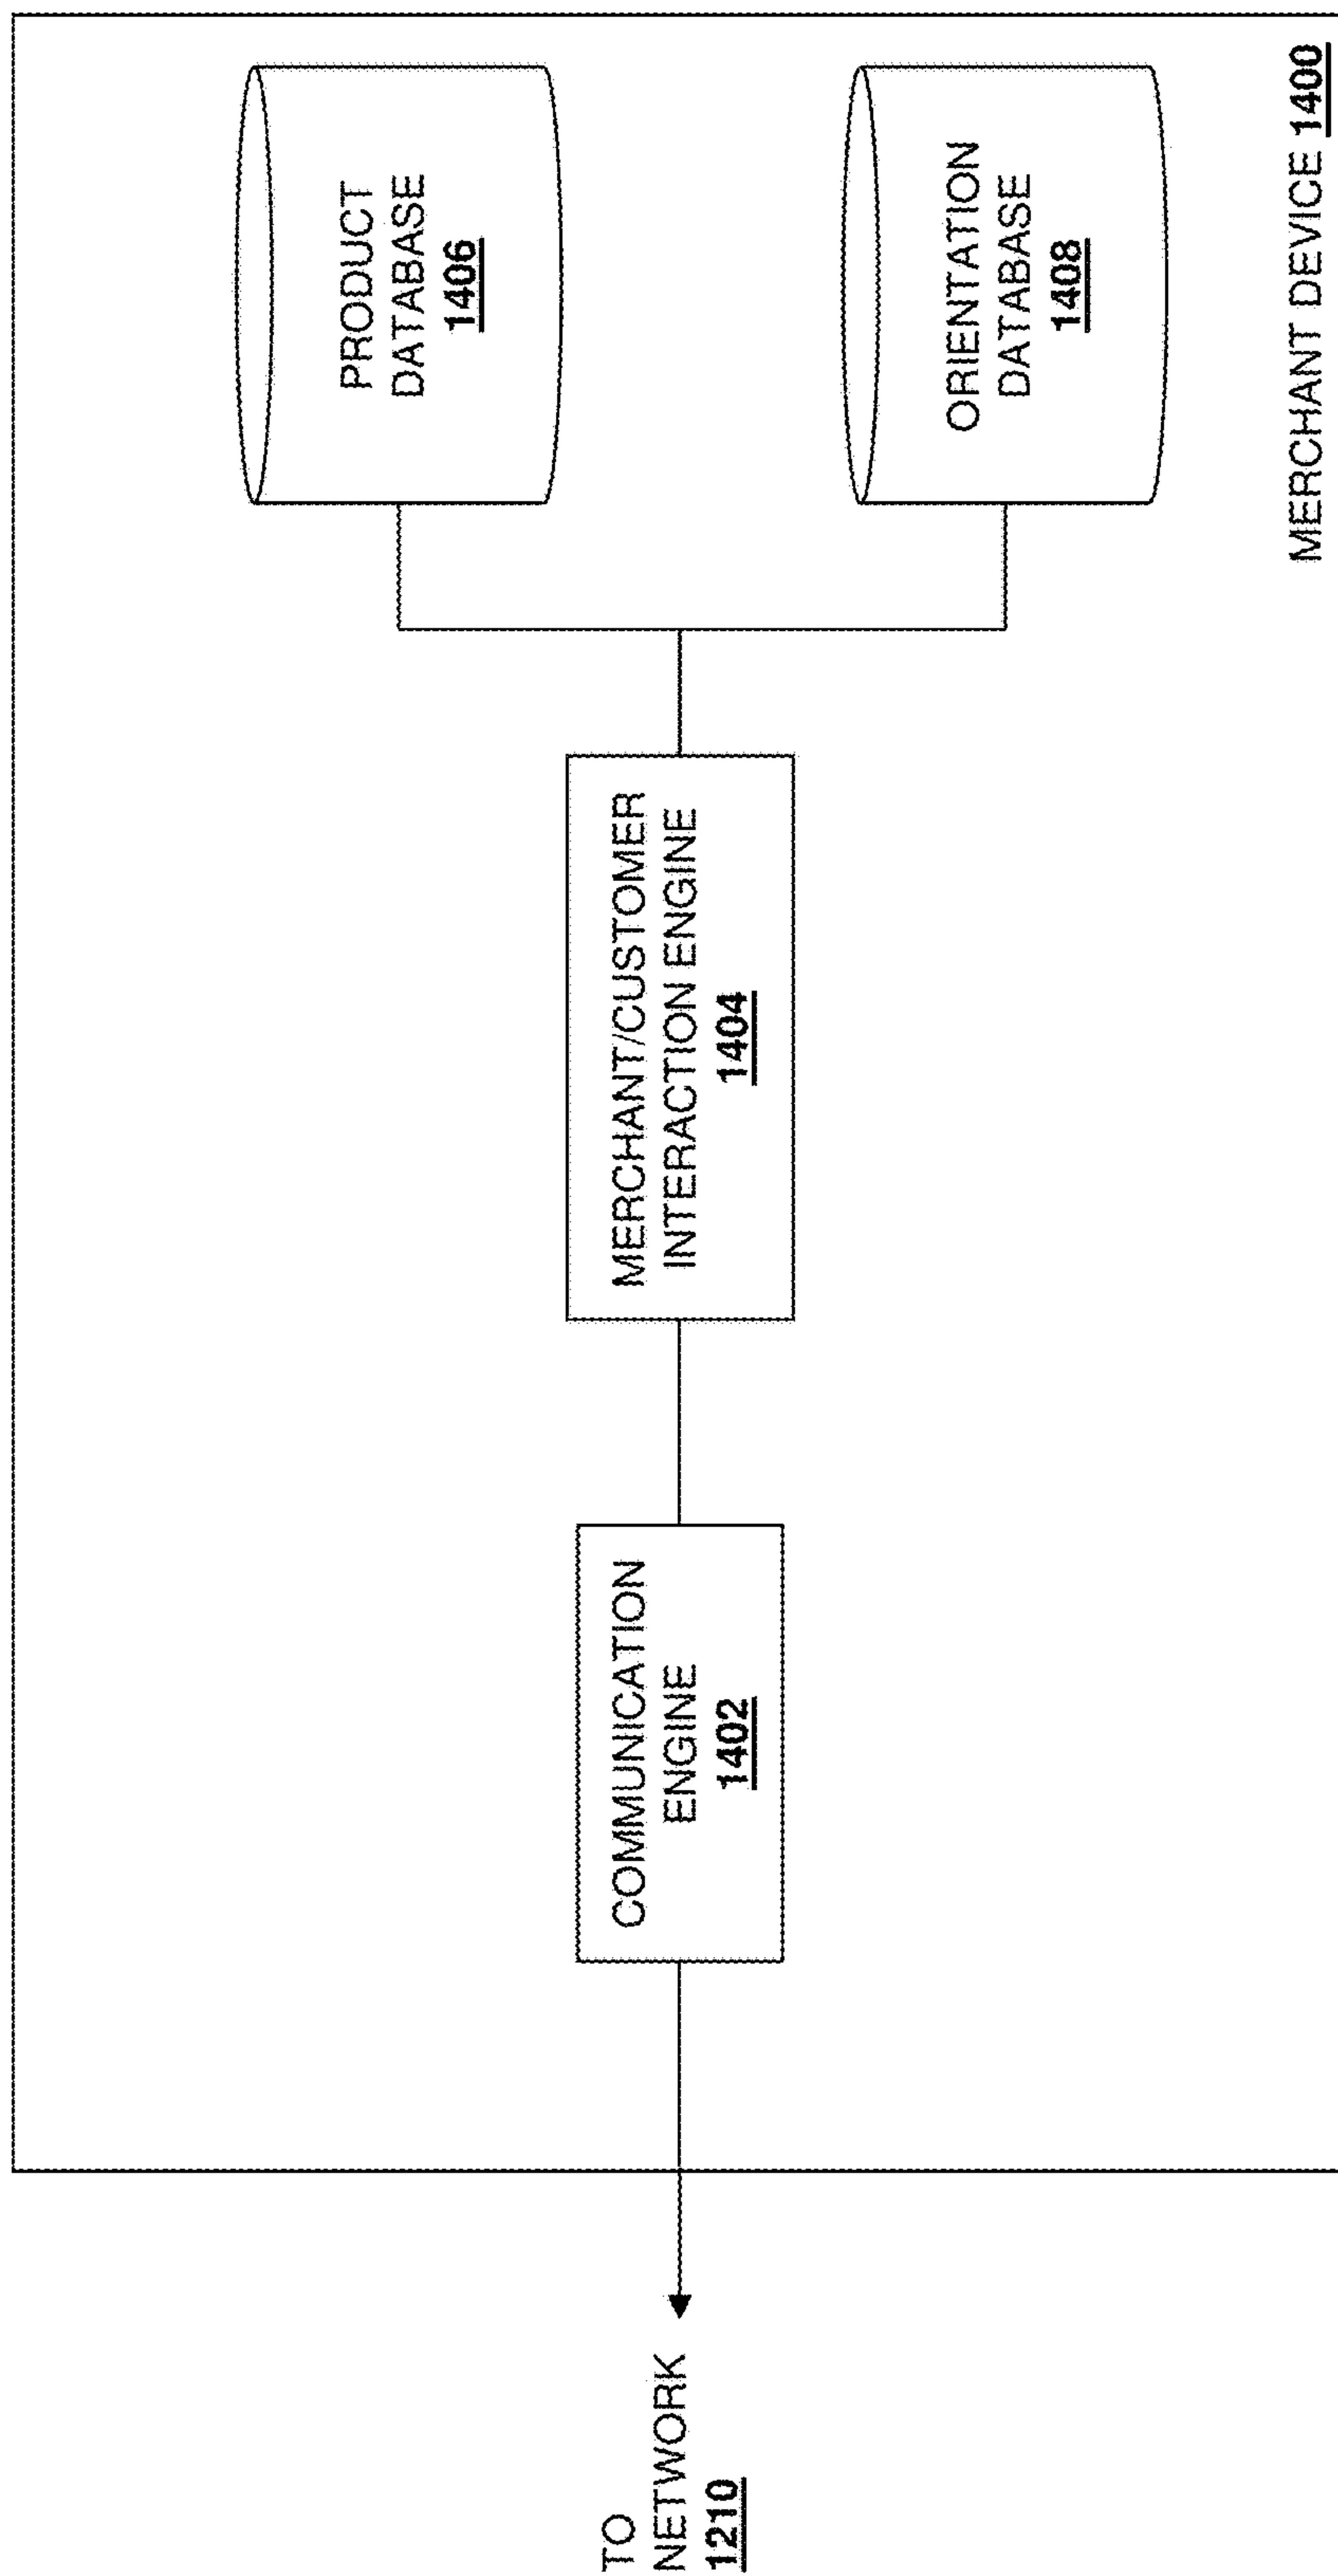 TO
NETWORK
1210
COMMUNICATION
ENGINE
1402
MERCHANT/CUSTOMER
INTERACTION ENGINE
1404
PRODUCT
DATABASE
1406
ORIENTATION
DATABASE
1408
MERCHANT DEVICE 1400